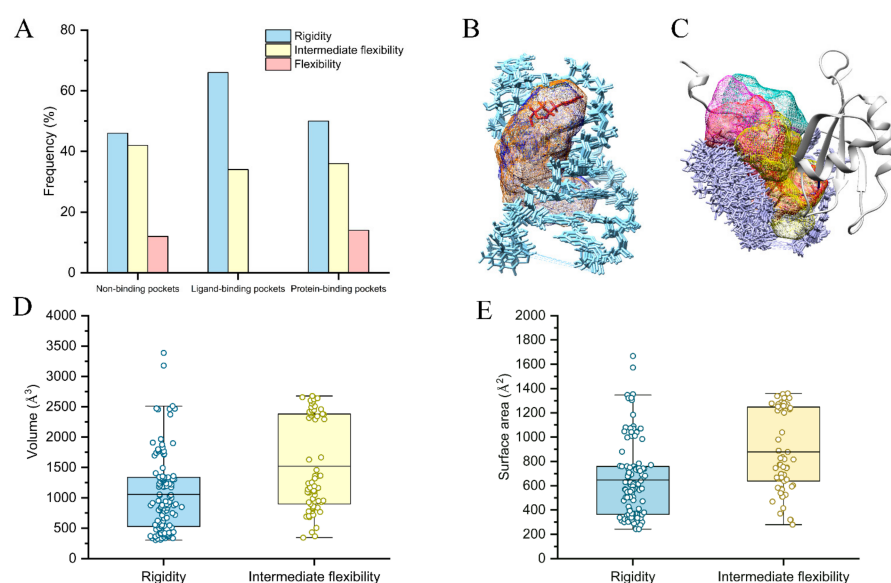 A
B
C
Rigidity
Intermediate flexibility
Flexibility
Frequency (%)
80
60
40
20
0
Non-binding pockets
Ligand-binding pockets
Protein-binding pockets
D
Volume (Å³)
4000
3500
3000
2500
2000
1500
1000
500
0
Rigidity
Intermediate flexibility
E
Surface area (Å²)
2000
1800
1600
1400
1200
1000
800
600
400
200
0
Rigidity
Intermediate flexibility